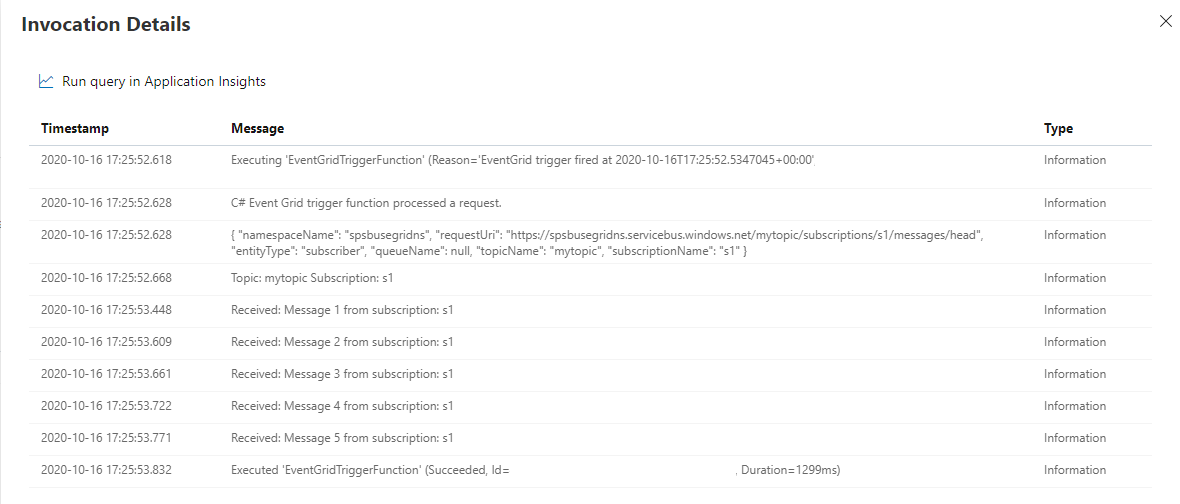 Invocation Details
Run query in Application Insights
Timestamp Message Type
2020-10-16 17:25:52.618 Executing 'EventGridTriggerFunction' (Reason='EventGrid trigger fired at 2020-10-16T17:25:52.5347045+00:00' Information
2020-10-16 17:25:52.628 C# Event Grid trigger function processed a request. Information
2020-10-16 17:25:52.628 { "namespaceName": "spsbusegridns", "requestUri": "https://spsbusegridns.servicebus.windows.net/mytopic/subscriptions/s1/messages/head", Information
"entityType": "subscriber", "queueName": null, "topicName": "mytopic", "subscriptionName": "s1" }
2020-10-16 17:25:52.668 Topic: mytopic Subscription: s1 Information
2020-10-16 17:25:53.448 Received: Message 1 from subscription: s1 Information
2020-10-16 17:25:53.609 Received: Message 2 from subscription: s1 Information
2020-10-16 17:25:53.661 Received: Message 3 from subscription: s1 Information
2020-10-16 17:25:53.722 Received: Message 4 from subscription: s1 Information
2020-10-16 17:25:53.771 Received: Message 5 from subscription: s1 Information
2020-10-16 17:25:53.832 Executed 'EventGridTriggerFunction' (Succeeded, Id= , Duration=1299ms) Information